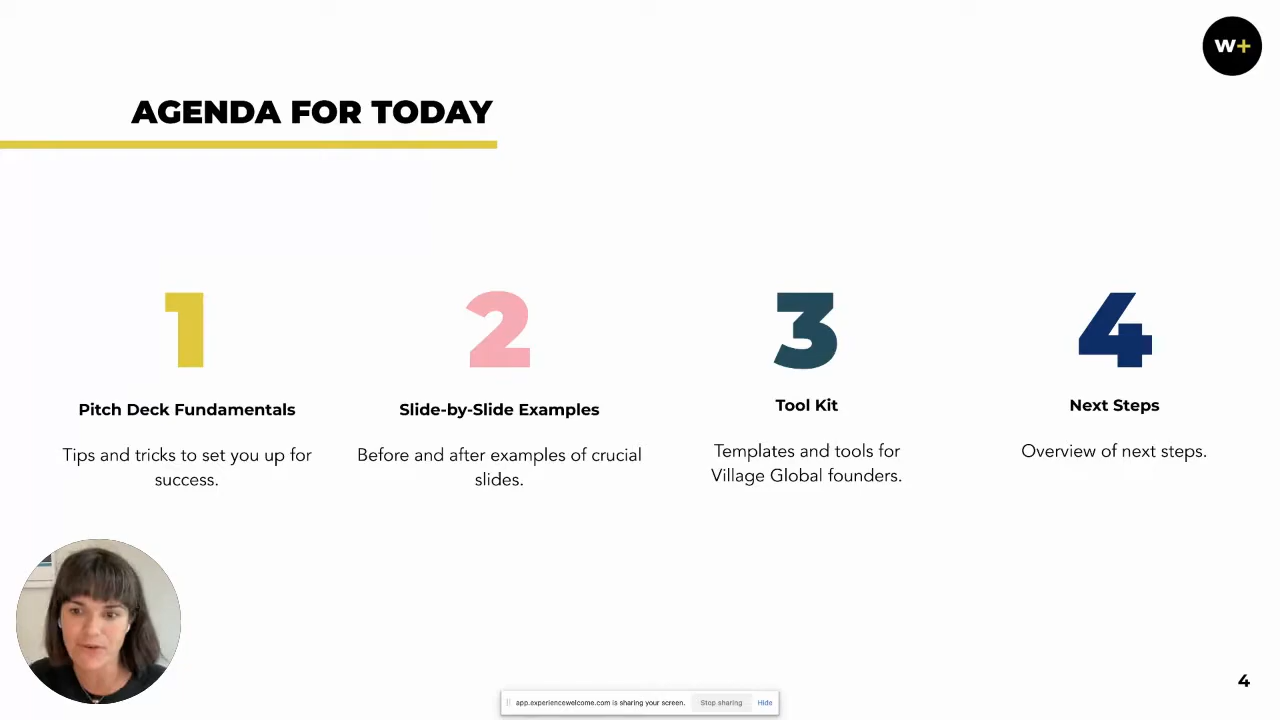 w+
AGENDA FOR TODAY
1
Pitch Deck Fundamentals
Tips and tricks to set you up for
success.
2
Slide-by-Slide Examples
Before and after examples of crucial
slides.
3
Tool Kit
Templates and tools for
Village Global founders.
4
Next Steps
Overview of next steps.
4
app.experiencewelcome.com is sharing your screen.
Stop sharing
Hide